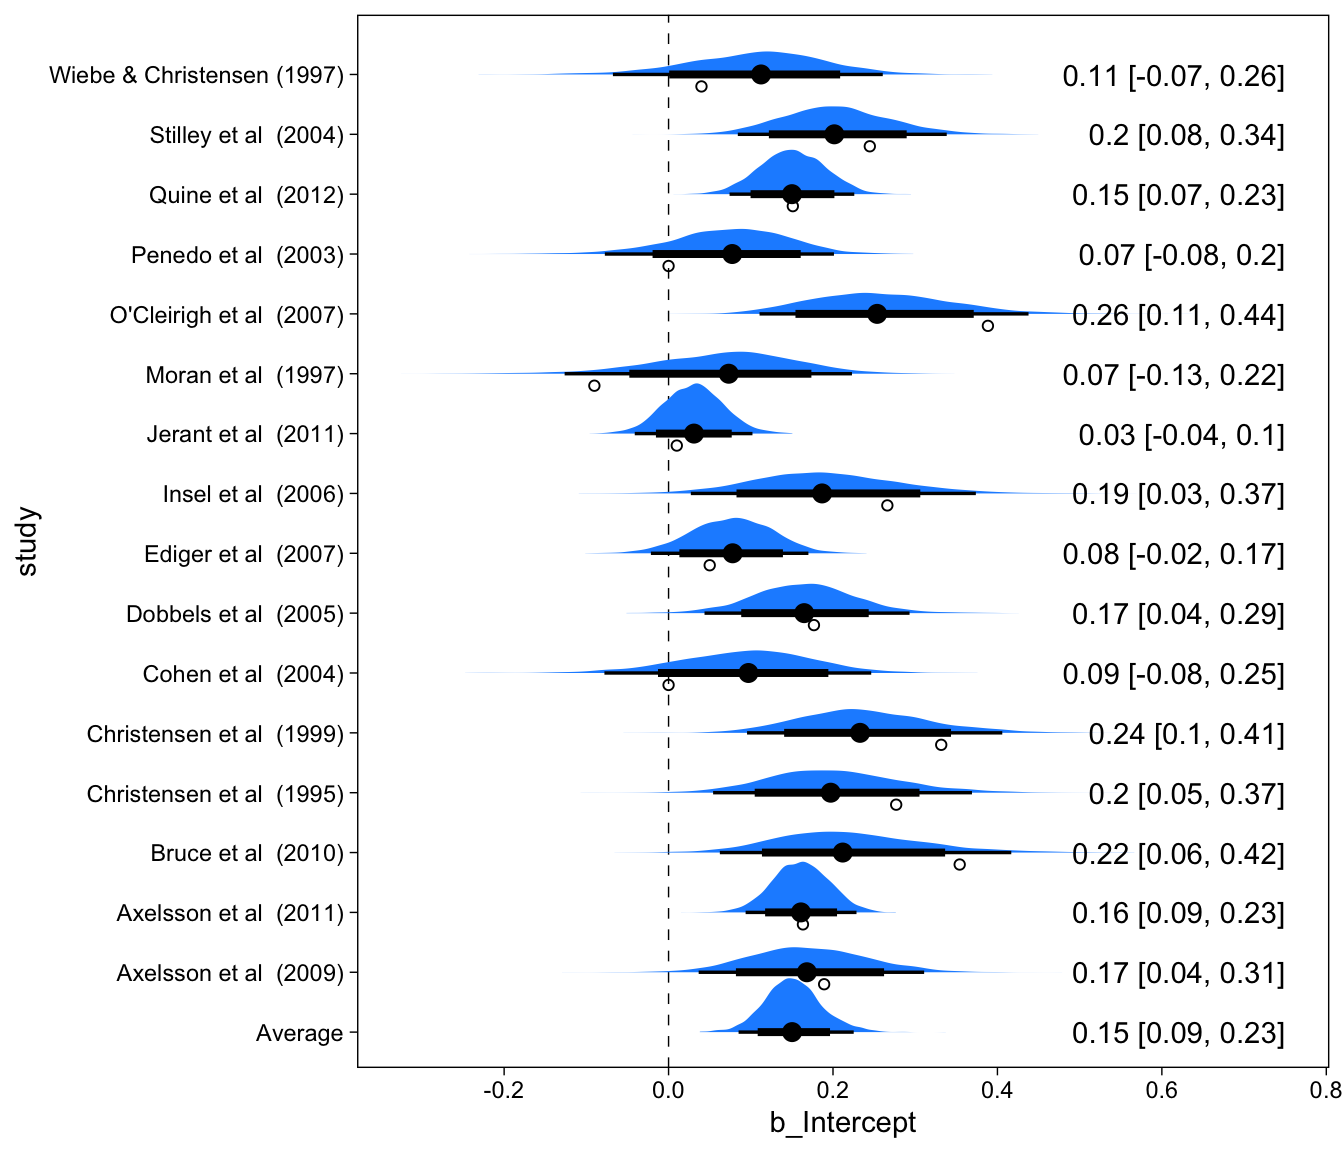 Wiebe & Christensen (1997) 0.11 [-0.07, 0.26]
Stilley et al (2004) 0.2 [0.08, 0.34]
Quine et al (2012) 0.15 [0.07, 0.23]
Penedo et al (2003) 0.07 [-0.08, 0.2]
O'Cleirigh et al (2007) 0.26 [0.11, 0.44]
Moran et al (1997) 0.07 [-0.13, 0.22]
Jerant et al (2011) 0.03 [-0.04, 0.1]
Insel et al (2006) 0.19 [0.03, 0.37]
Ediger et al (2007) 0.08 [-0.02, 0.17]
Dobbels et al (2005) 0.17 [0.04, 0.29]
Cohen et al (2004) 0.09 [-0.08, 0.25]
Christensen et al (1999) 0.24 [0.1, 0.41]
Christensen et al (1995) 0.2 [0.05, 0.37]
Bruce et al (2010) 0.22 [0.06, 0.42]
Axelsson et al (2011) 0.16 [0.09, 0.23]
Axelsson et al (2009) 0.17 [0.04, 0.31]
Average 0.15 [0.09, 0.23]
study
-0.2 0.0 0.2 0.4 0.6 0.8
b_Intercept